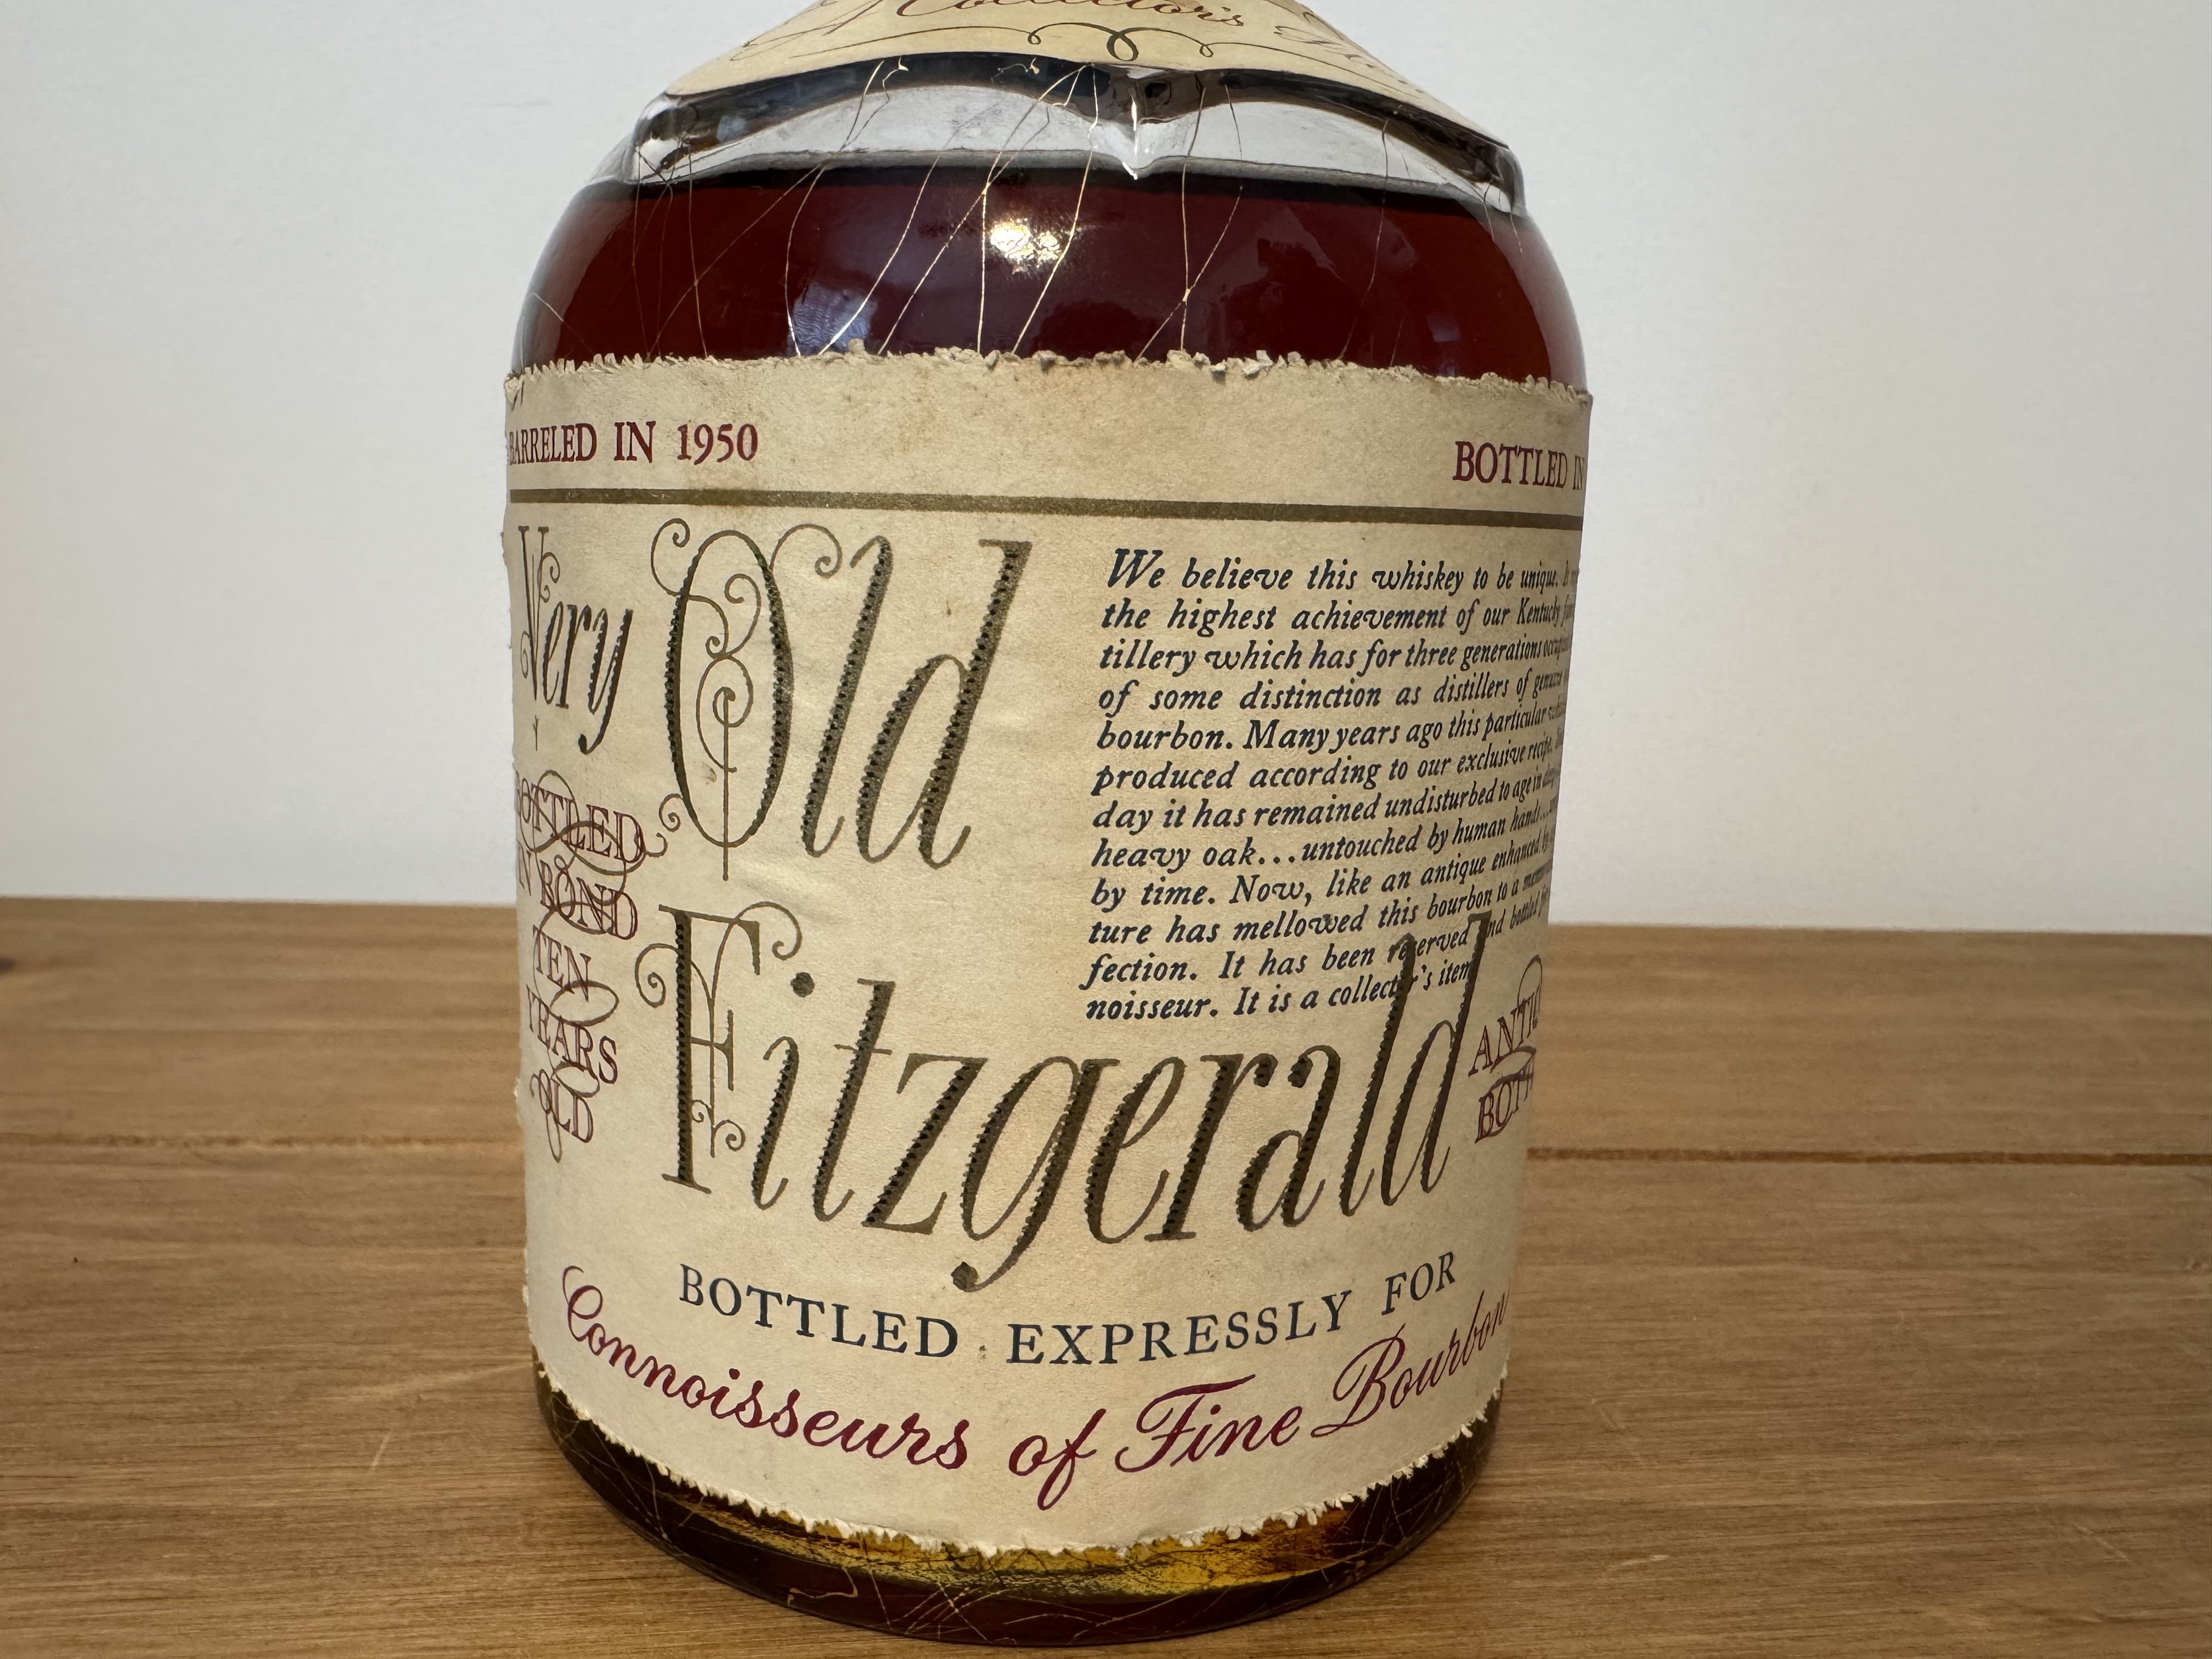 BARRELED IN 1950
BOTTLED IN
Very Old
Fitzgerald
BOTTLED
IN BOND
TEN
YEARS
OLD
We believe this whiskey to be unique.
the highest achievement of our Kentucky
tillery which has for three generations
of some distinction as distillers of genuine
bourbon. Many years ago this particular
produced according to our exclusive recipe.
day it has remained undisturbed to age in
heavy oak...untouched by human hands...
by time. Now, like an antique enhanced by
ture has mellowed this bourbon to a
fection. It has been reserved and bottled
noisseur. It is a collector's item
BOTTLED EXPRESSLY FOR
Connoisseurs of Fine Bourbon